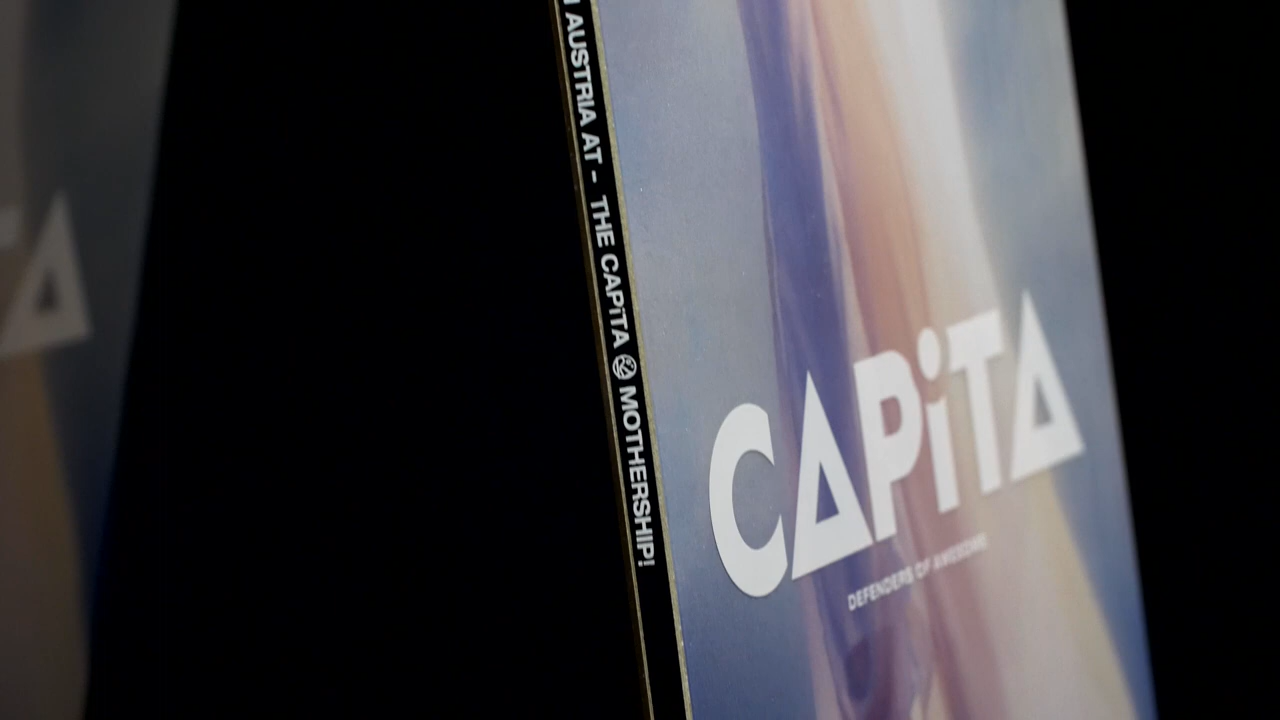 AUSTRIA AT - THE CAPiTA MOTHERSHIP!
CAPiTA
DEFENDERS OF AWESOME
A